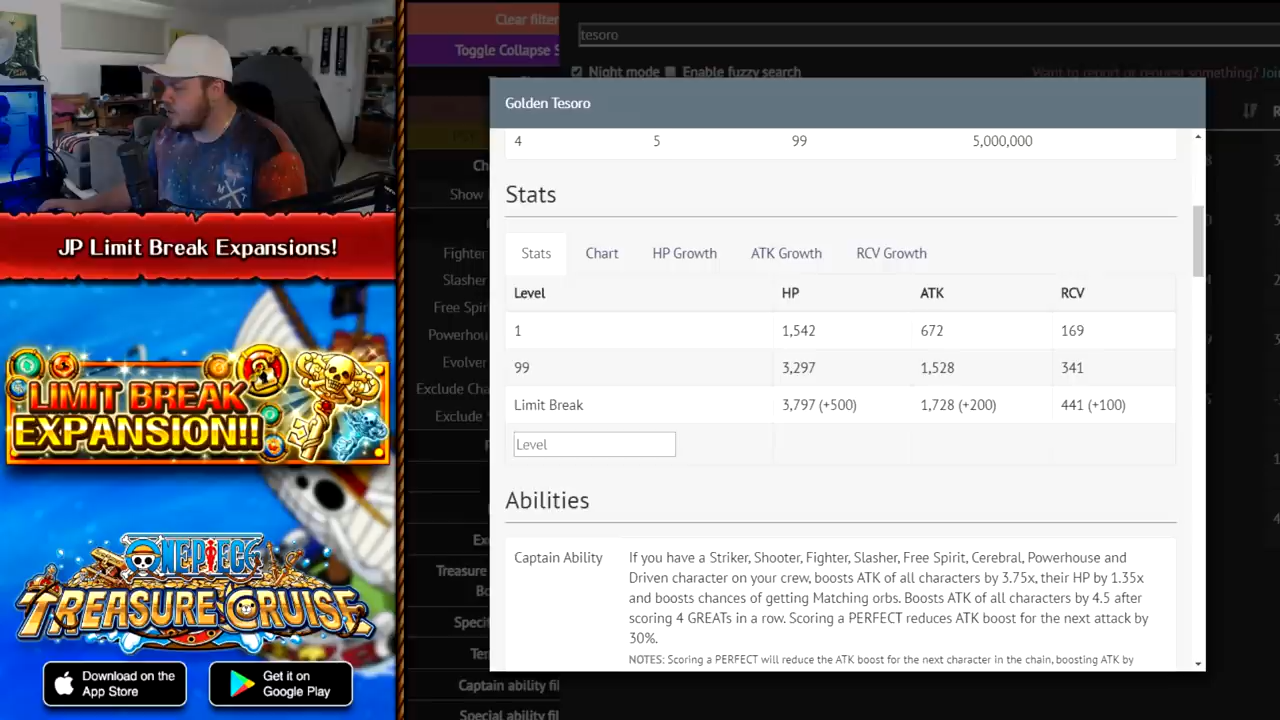 JP Limit Break Expansions!
LIMIT BREAK
EXPANSION!!
ONE PIECE
TREASURE CRUISE
Download on the
App Store
Get it on
Google Play
Clear filter
Toggle Collapse S
tesoro
Night mode Enable fuzzy search
Want to report or request something? Joi
Show
Fighter
Slasher
Free Spirit
Powerhou
Evolver
Exclude Cha
Exclude
Treasure
Specif
Captain ability fil
Special ability fil
Golden Tesoro
4 5 99 5,000,000
Stats
Stats Chart HP Growth ATK Growth RCV Growth
Level HP ATK RCV
1 1,542 672 169
99 3,297 1,528 341
Limit Break 3,797 (+500) 1,728 (+200) 441 (+100)
Level
Abilities
Captain Ability
If you have a Striker, Shooter, Fighter, Slasher, Free Spirit, Cerebral, Powerhouse and
Driven character on your crew, boosts ATK of all characters by 3.75x, their HP by 1.35x
and boosts chances of getting Matching orbs. Boosts ATK of all characters by 4.5 after
scoring 4 GREATs in a row. Scoring a PERFECT reduces ATK boost for the next attack by
30%.
NOTES: Scoring a PERFECT will reduce the ATK boost for the next character in the chain, boosting ATK by